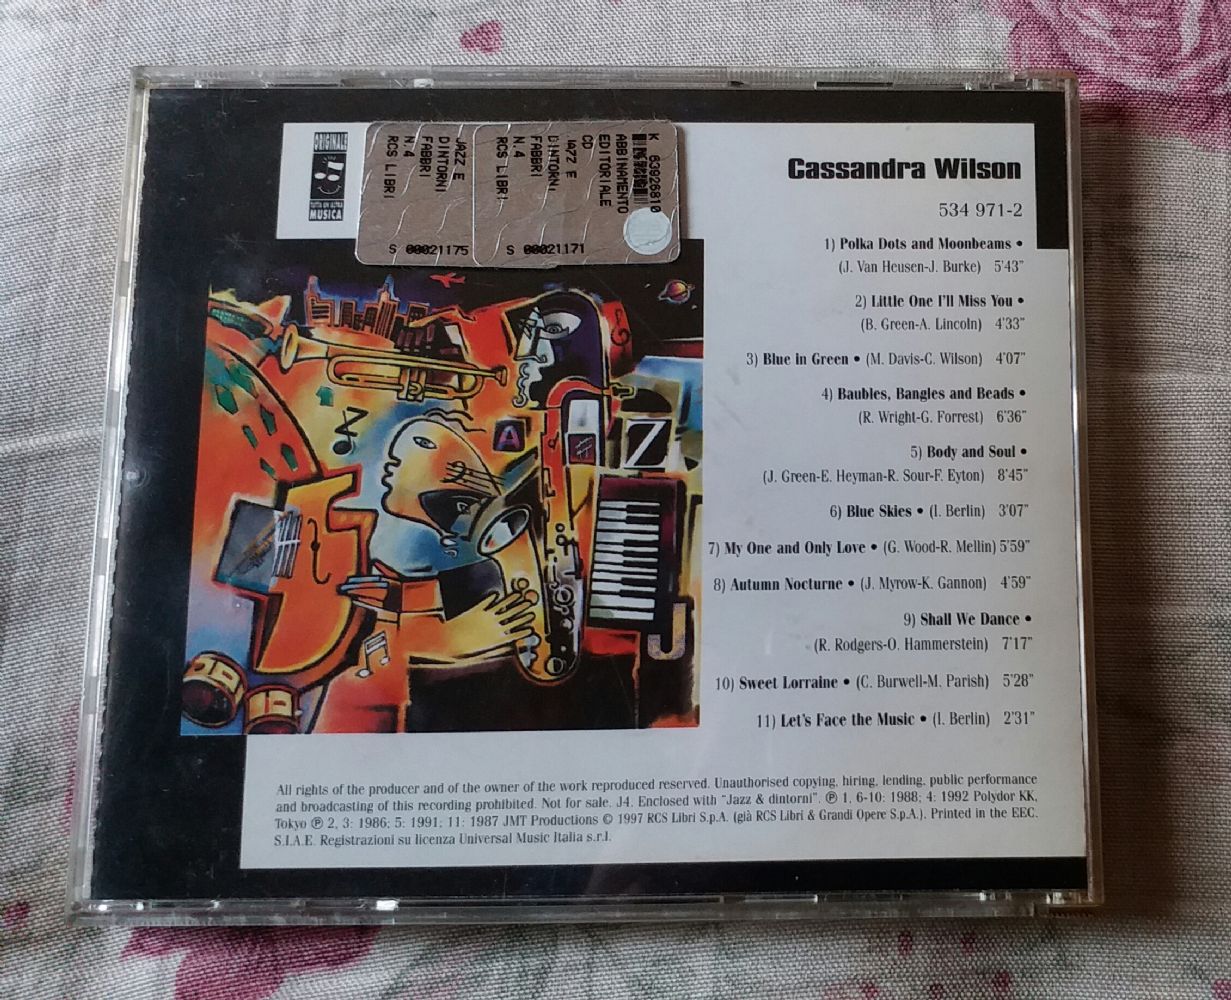 ORIGINALE
TUTTA UN'ALTRA
MUSICA
JAZZ E
DINTORNI
FABBRI
N.4
RCS LIBRI
S 00021175
K 63926810
ABBINAMENTO
EDITORIALE
CD
JAZZ E
DINTORNI
FABBRI
N.4
RCS LIBRI
S 00021171
Cassandra Wilson
534 971-2
1) Polka Dots and Moonbeams •
(J. Van Heusen-J. Burke) 5'43"
2) Little One I'll Miss You •
(B. Green-A. Lincoln) 4'33"
3) Blue in Green • (M. Davis-C. Wilson) 4'07"
4) Baubles, Bangles and Beads •
(R. Wright-G. Forrest) 6'36"
5) Body and Soul •
(J. Green-E. Heyman-R. Sour-F. Eyton) 8'45"
6) Blue Skies • (I. Berlin) 3'07"
7) My One and Only Love • (G. Wood-R. Mellin) 5'59"
8) Autumn Nocturne • (J. Myrow-K. Gannon) 4'59"
9) Shall We Dance •
(R. Rodgers-O. Hammerstein) 7'17"
10) Sweet Lorraine • (C. Burwell-M. Parish) 5'28"
11) Let's Face the Music • (I. Berlin) 2'31"
A
Z
J
All rights of the producer and of the owner of the work reproduced reserved. Unauthorised copying, hiring, lending, public performance
and broadcasting of this recording prohibited. Not for sale. J4. Enclosed with "Jazz & dintorni". ℗ 1, 6-10: 1988; 4: 1992 Polydor KK,
Tokyo ℗ 2, 3: 1986; 5: 1991; 11: 1987 JMT Productions © 1997 RCS Libri S.p.A. (già RCS Libri & Grandi Opere S.p.A.). Printed in the EEC.
S.I.A.E. Registrazioni su licenza Universal Music Italia s.r.l.